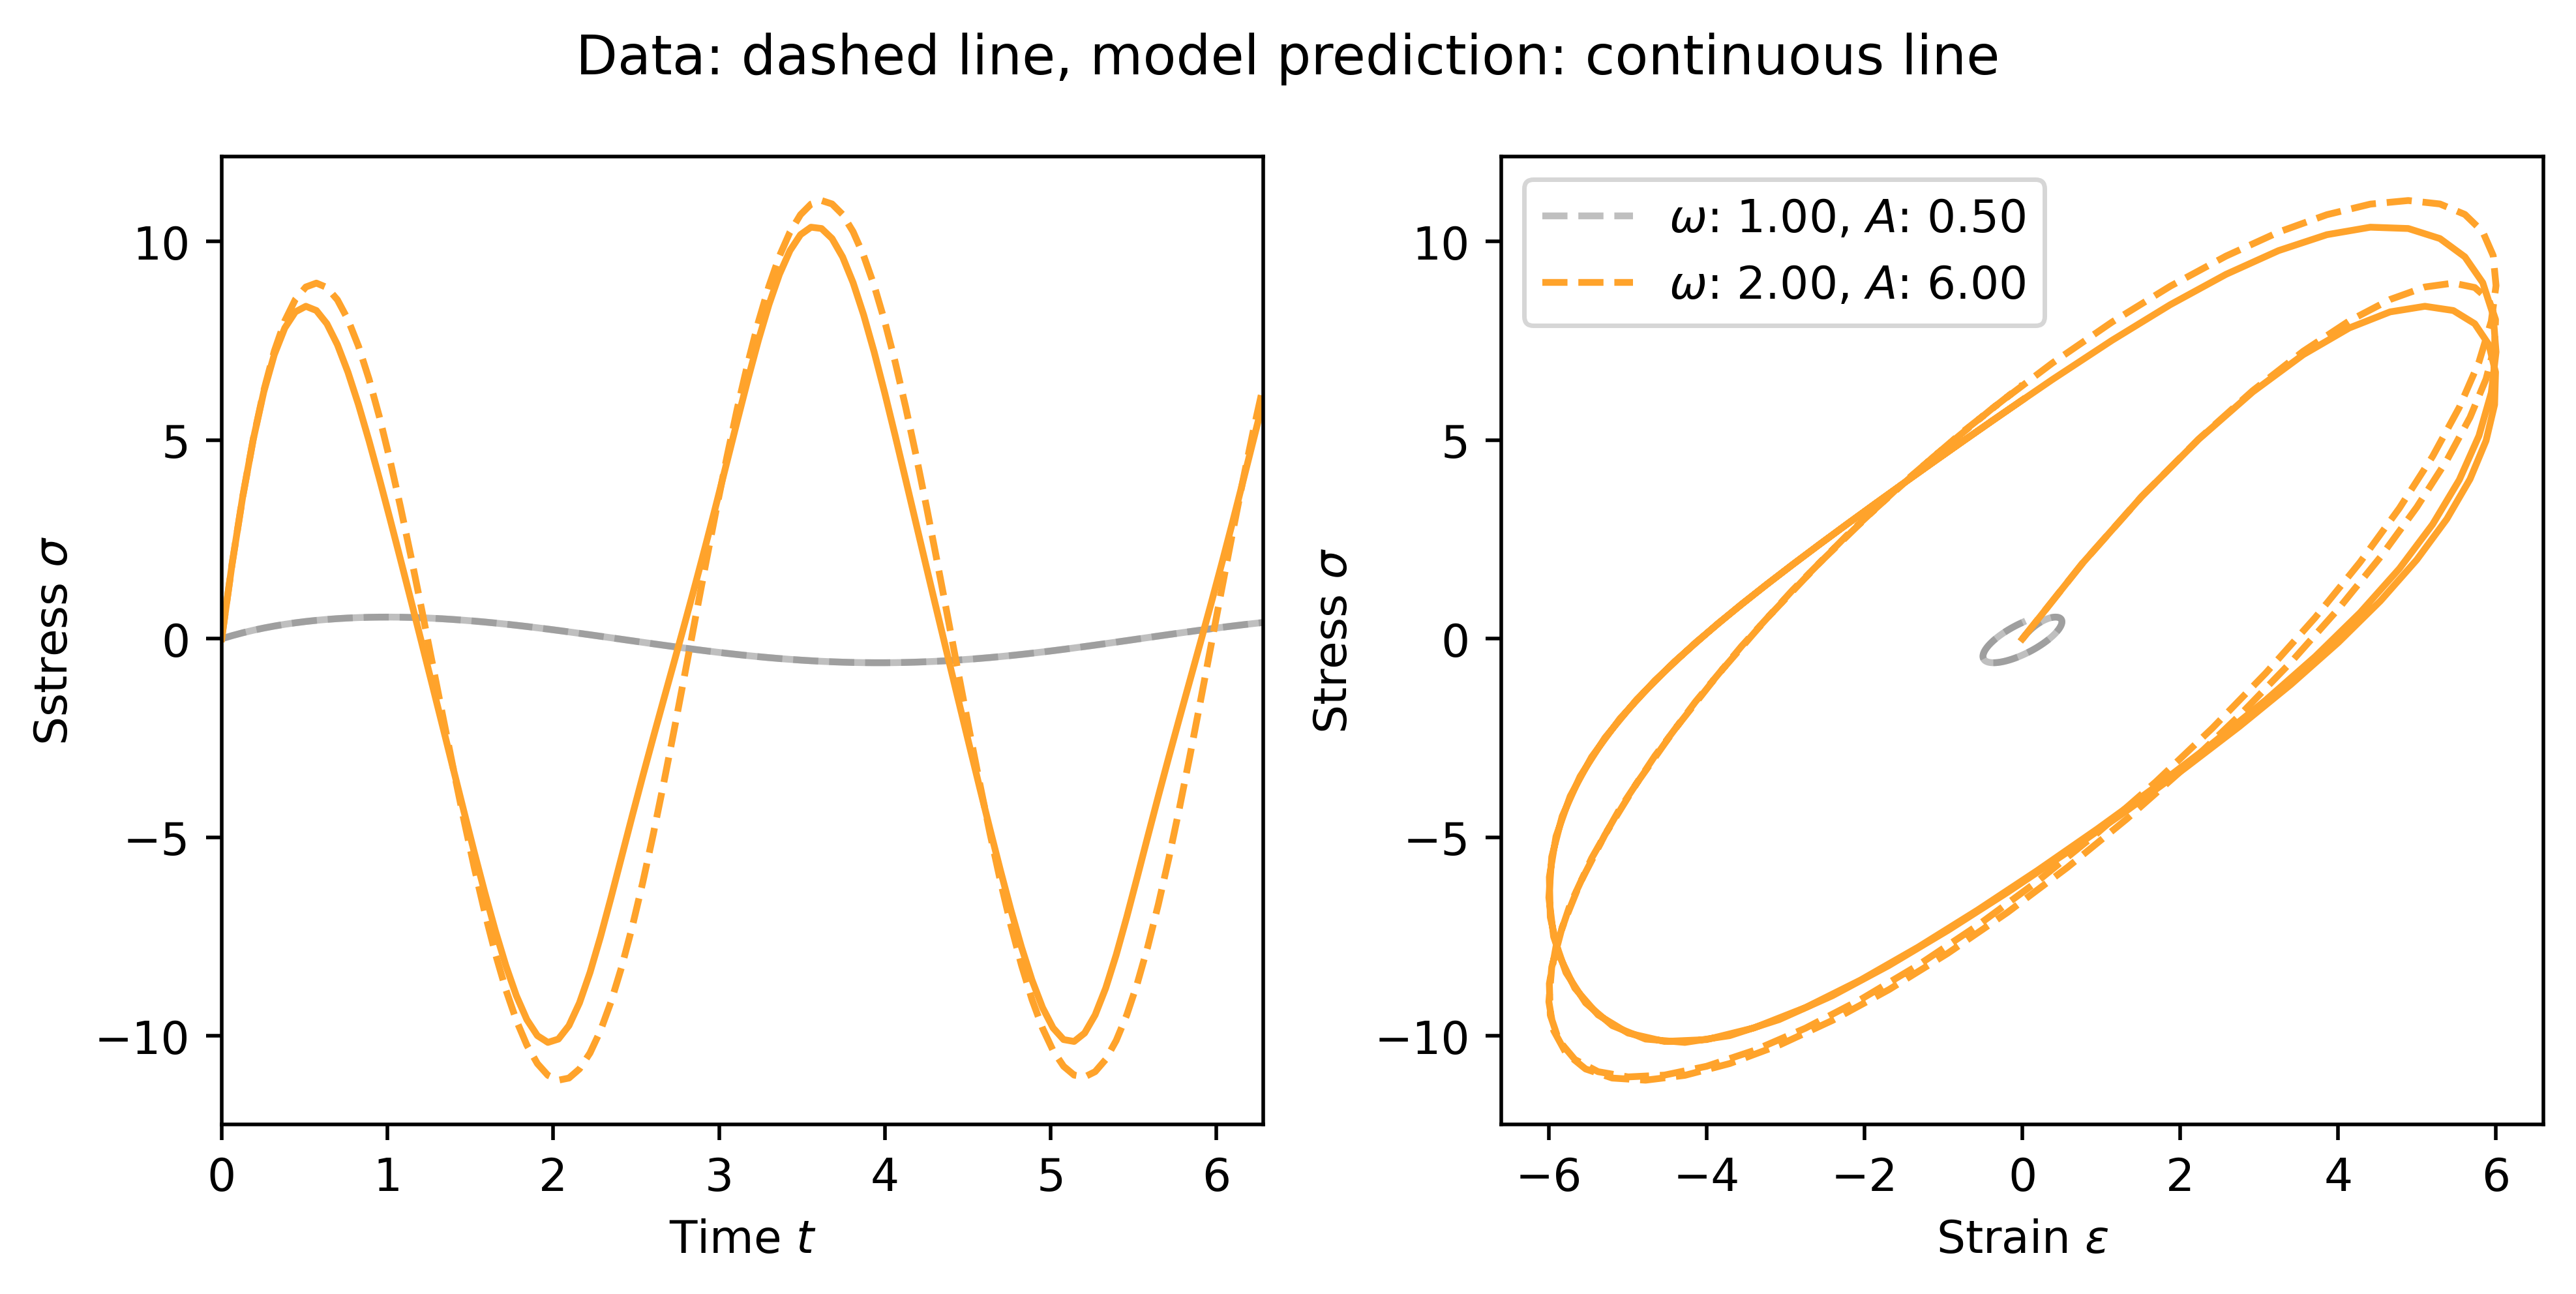 Data: dashed line, model prediction: continuous line
Sstress σ
10
5
0
−5
−10
0 1 2 3 4 5 6
Time t
Stress σ
10
5
0
−5
−10
ω: 1.00, A: 0.50
ω: 2.00, A: 6.00
−6 −4 −2 0 2 4 6
Strain ε